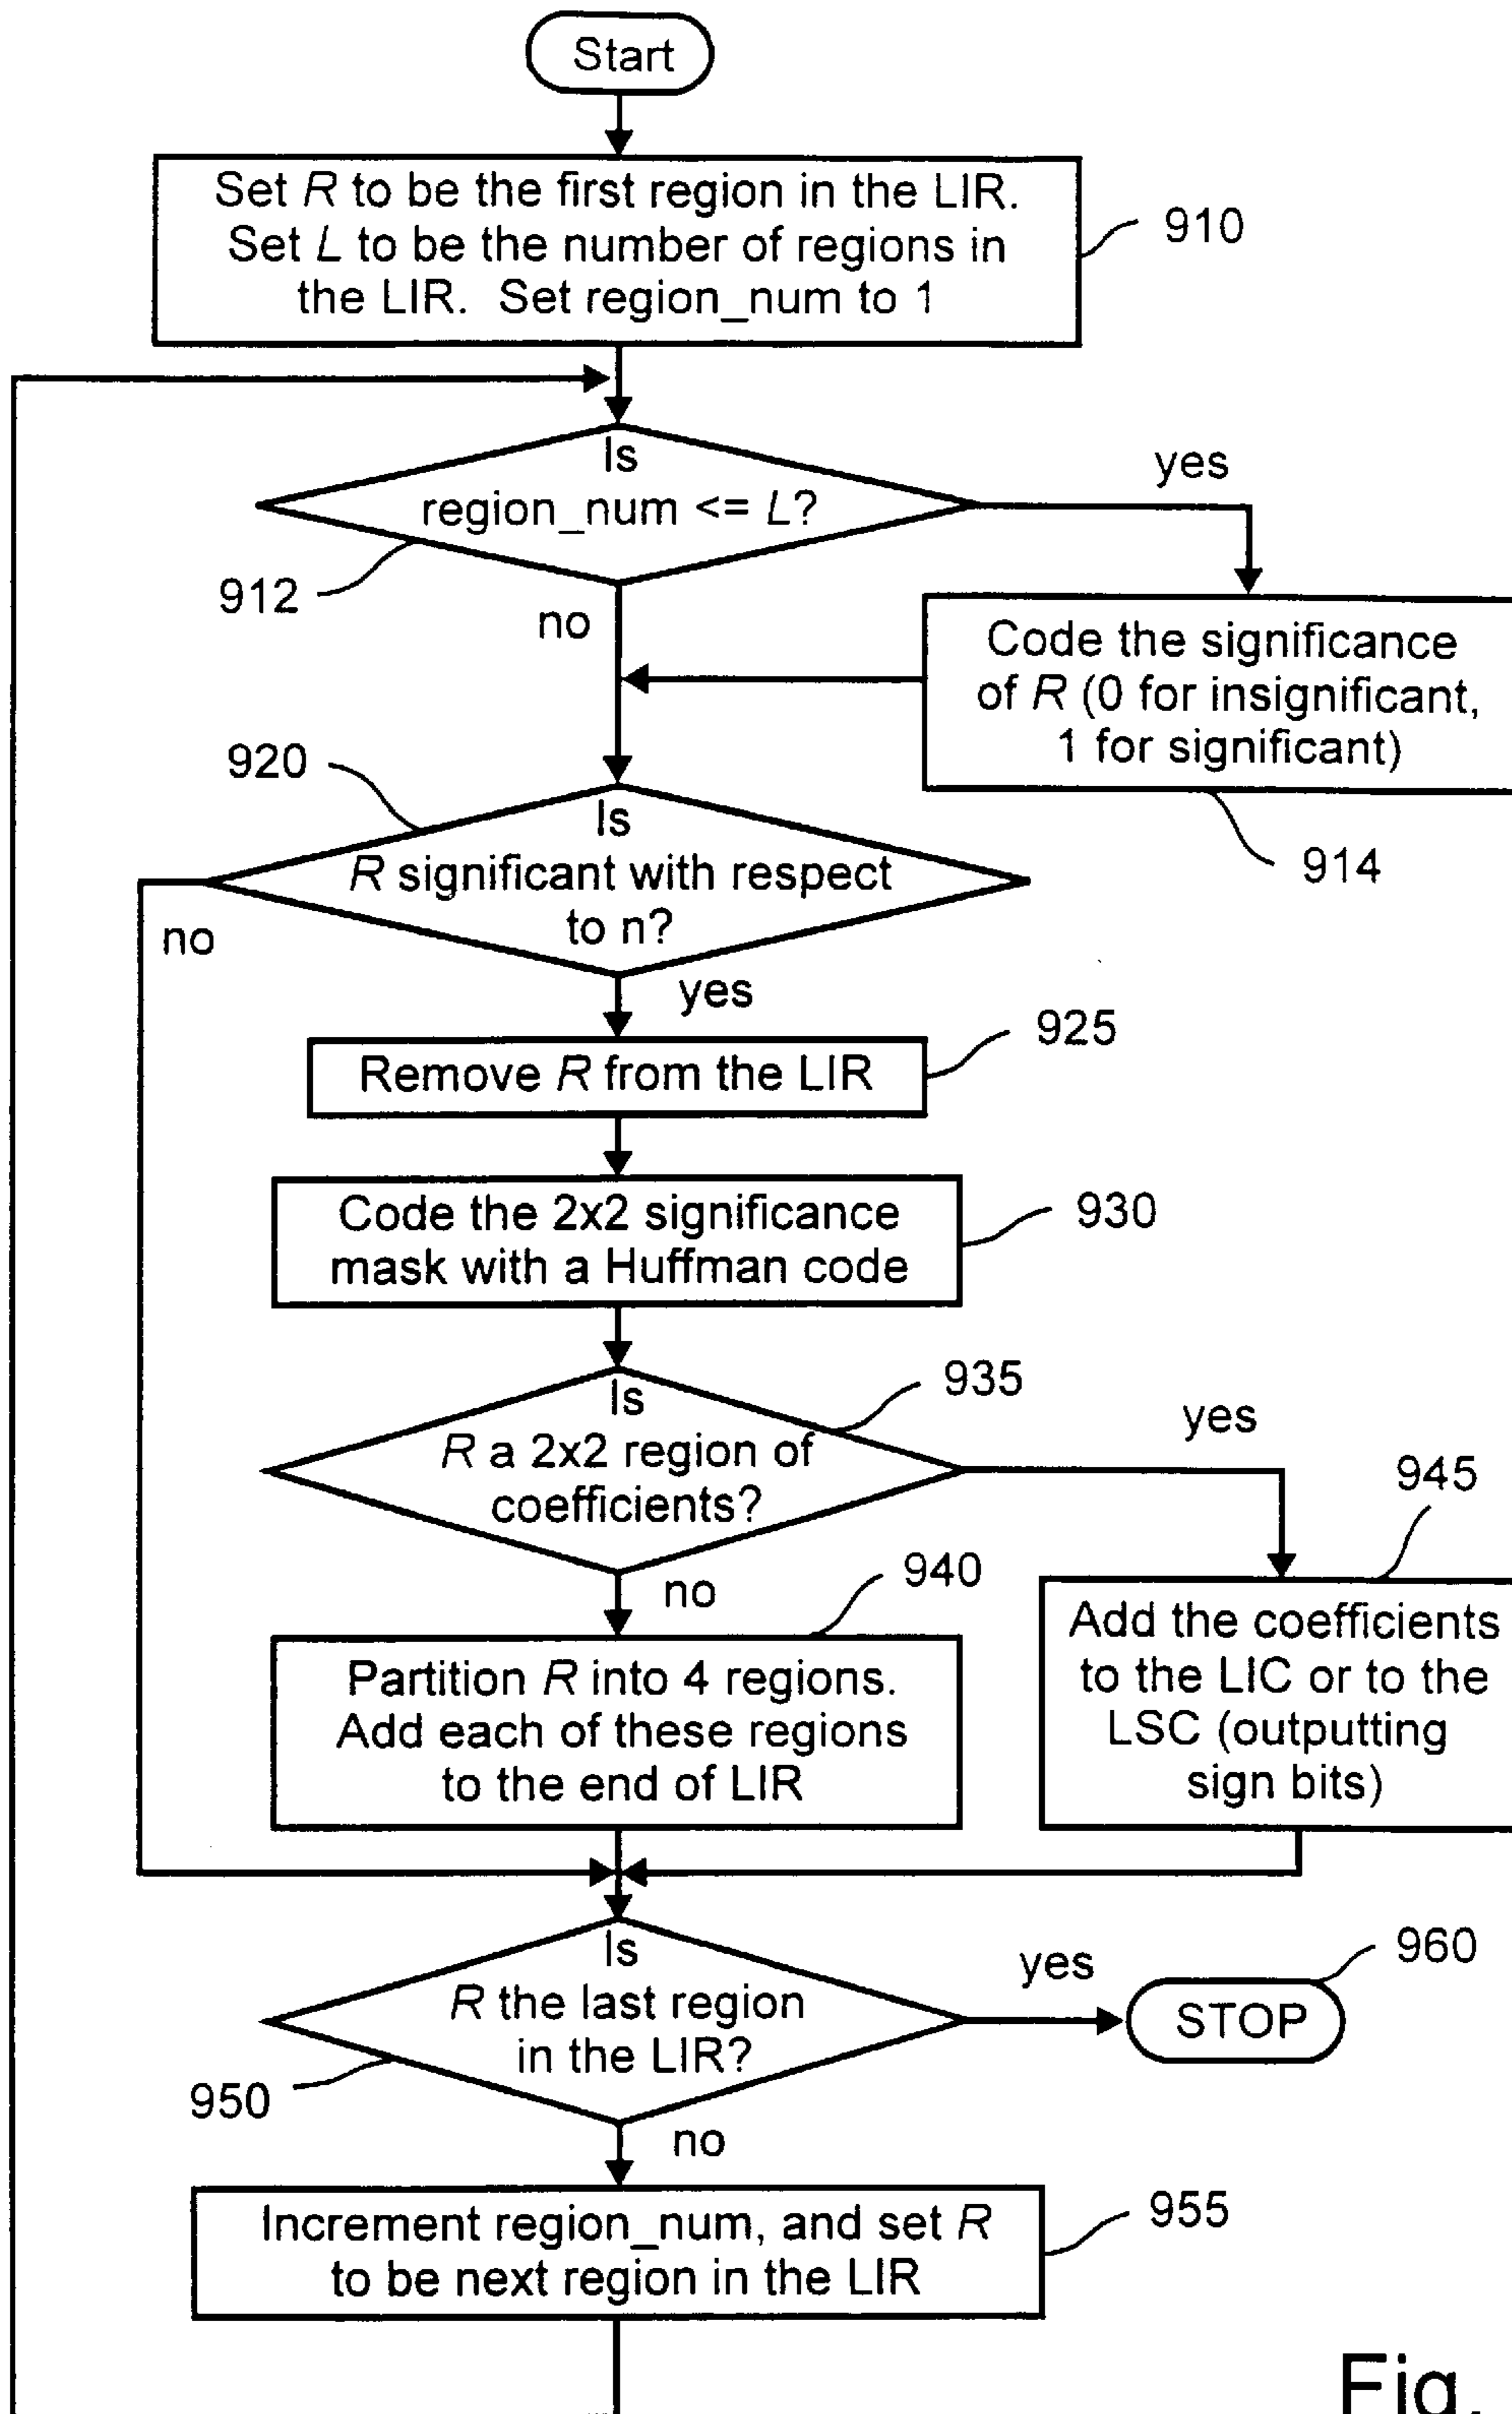 Start
Set R to be the first region in the LIR.
Set L to be the number of regions in
the LIR. Set region_num to 1
910
Is
region_num <= L?
yes
912
no
Code the significance
of R (0 for insignificant,
1 for significant)
914
920
Is
R significant with respect
to n?
no
yes
925
Remove R from the LIR
Code the 2x2 significance
mask with a Huffman code
930
Is
R a 2x2 region of
coefficients?
935
yes
945
no
940
Partition R into 4 regions.
Add each of these regions
to the end of LIR
Add the coefficients
to the LIC or to the
LSC (outputting
sign bits)
Is
R the last region
in the LIR?
yes
960
STOP
950
no
Increment region_num, and set R
to be next region in the LIR
955
Fig.